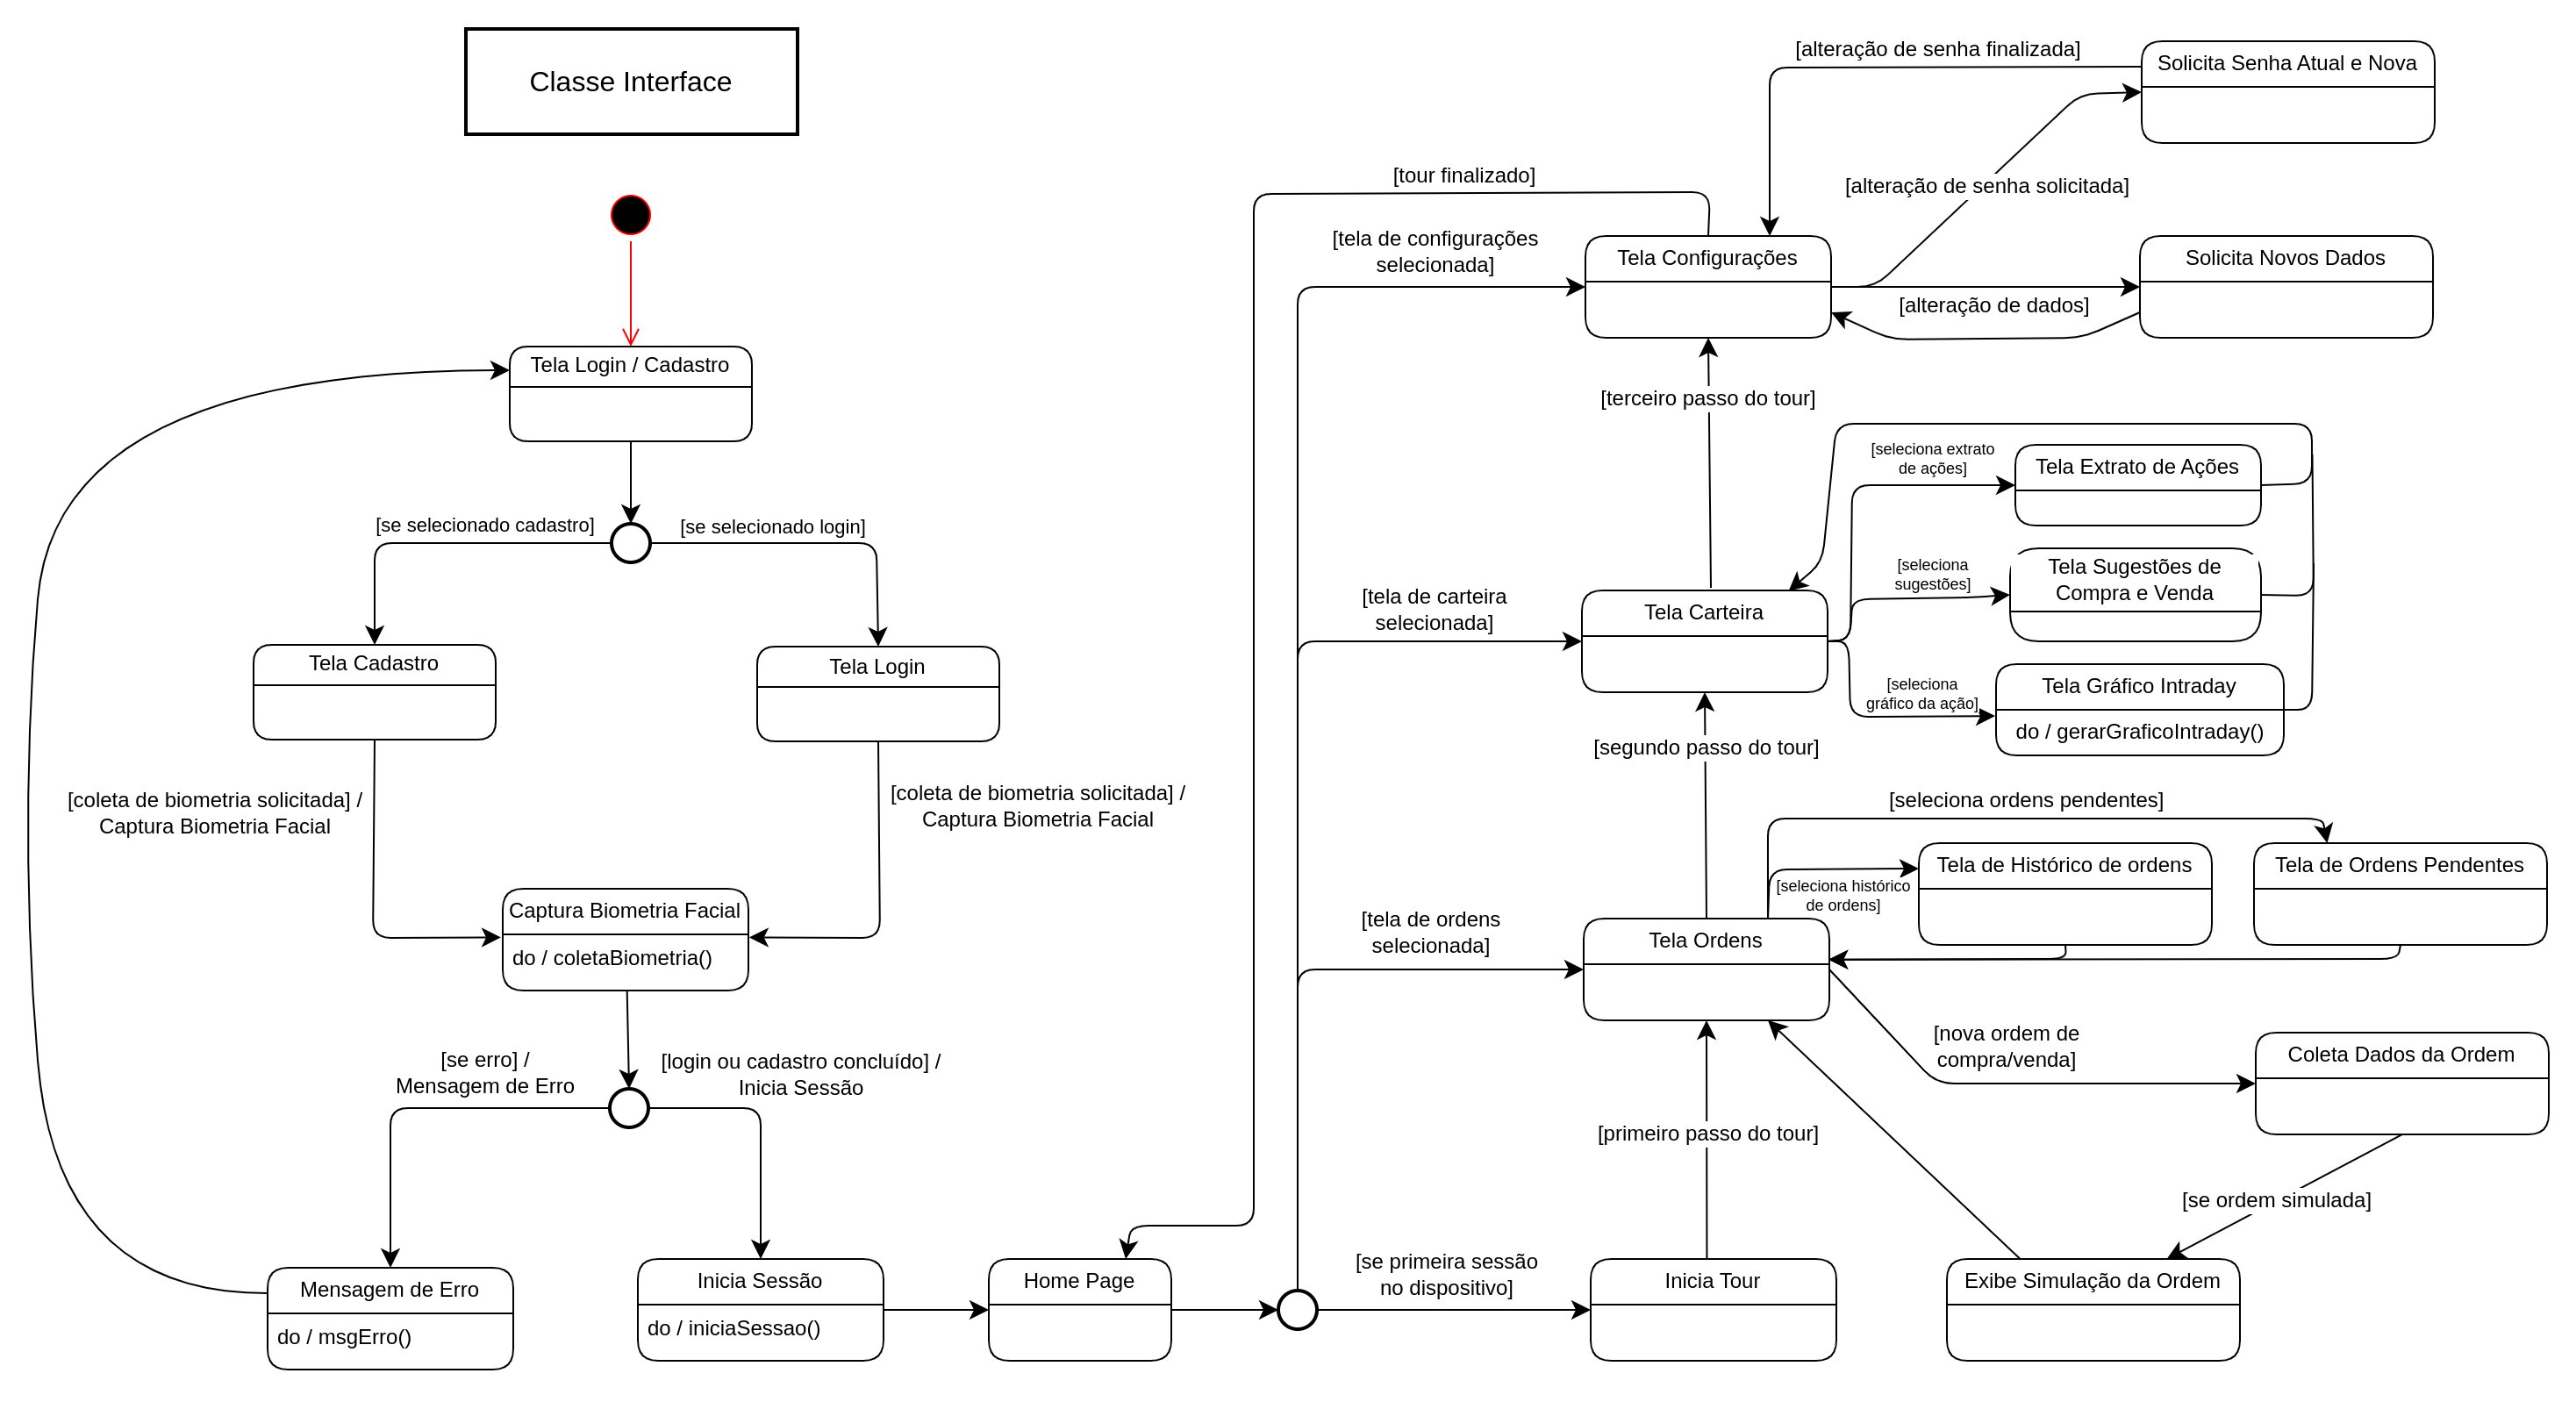 Classe Interface
Tela Login / Cadastro
[se selecionado cadastro]
[se selecionado login]
Tela Cadastro
Tela Login
[coleta de biometria solicitada] /
Captura Biometria Facial
[coleta de biometria solicitada] /
Captura Biometria Facial
Captura Biometria Facial
do / coletaBiometria()
[se erro] /
Mensagem de Erro
[login ou cadastro concluído] /
Inicia Sessão
Mensagem de Erro
do / msgErro()
Inicia Sessão
do / iniciaSessao()
Home Page
[tour finalizado]
[tela de configurações
selecionada]
[tela de carteira
selecionada]
[tela de ordens
selecionada]
[se primeira sessão
no dispositivo]
Inicia Tour
[primeiro passo do tour]
Tela Ordens
[segundo passo do tour]
Tela Carteira
[terceiro passo do tour]
Tela Configurações
[alteração de senha finalizada]
Solicita Senha Atual e Nova
[alteração de senha solicitada]
Solicita Novos Dados
[alteração de dados]
[seleciona extrato
de ações]
Tela Extrato de Ações
[seleciona
sugestões]
Tela Sugestões de
Compra e Venda
[seleciona
gráfico da ação]
Tela Gráfico Intraday
do / gerarGraficoIntraday()
[seleciona ordens pendentes]
[seleciona histórico
de ordens]
Tela de Histórico de ordens
Tela de Ordens Pendentes
[nova ordem de
compra/venda]
Coleta Dados da Ordem
[se ordem simulada]
Exibe Simulação da Ordem